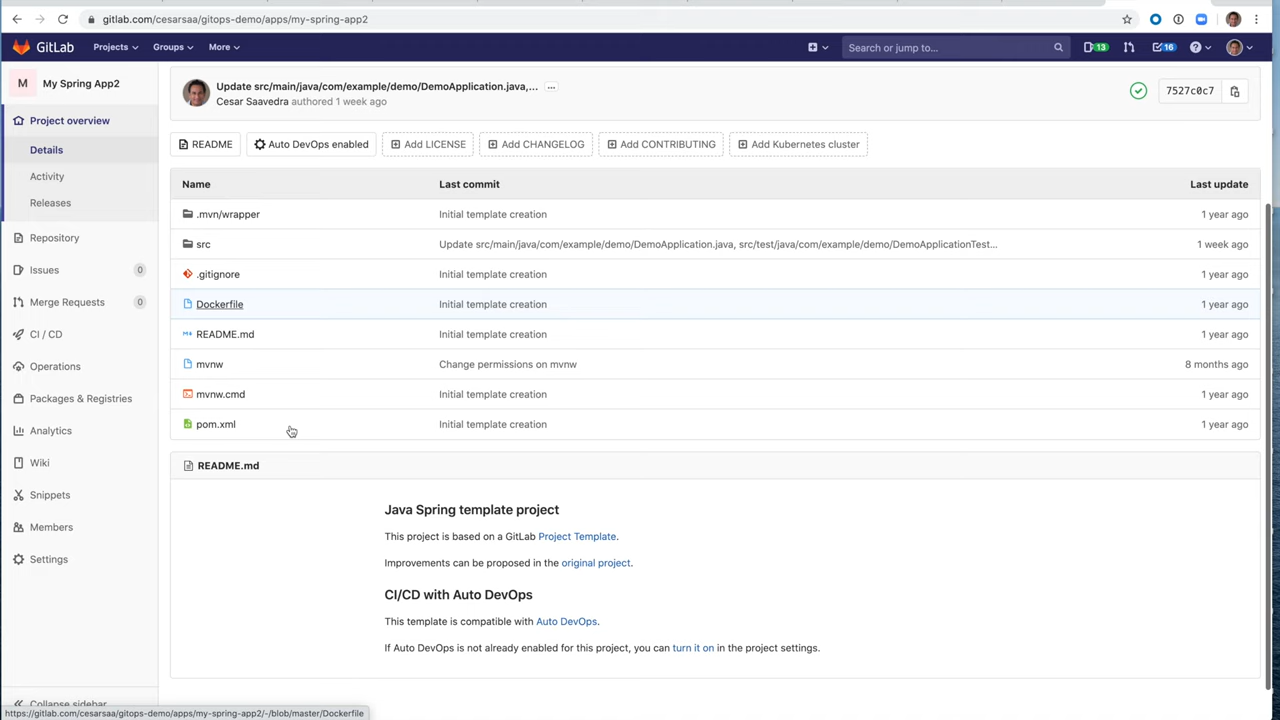 gitlab.com/cesarsaa/gitops-demo/apps/my-spring-app2
GitLab Projects Groups More Search or jump to... 13 16
M My Spring App2
Project overview
Details
Activity
Releases
Repository
Issues 0
Merge Requests 0
CI / CD
Operations
Packages & Registries
Analytics
Wiki
Snippets
Members
Settings
Collapse sidebar
Update src/main/java/com/example/demo/DemoApplication.java,... ...
Cesar Saavedra authored 1 week ago
7527c0c7
README Auto DevOps enabled Add LICENSE Add CHANGELOG Add CONTRIBUTING Add Kubernetes cluster
Name Last commit Last update
.mvn/wrapper Initial template creation 1 year ago
src Update src/main/java/com/example/demo/DemoApplication.java, src/test/java/com/example/demo/DemoApplicationTest... 1 week ago
.gitignore Initial template creation 1 year ago
Dockerfile Initial template creation 1 year ago
README.md Initial template creation 1 year ago
mvnw Change permissions on mvnw 8 months ago
mvnw.cmd Initial template creation 1 year ago
pom.xml Initial template creation 1 year ago
README.md
Java Spring template project
This project is based on a GitLab Project Template.
Improvements can be proposed in the original project.
CI/CD with Auto DevOps
This template is compatible with Auto DevOps.
If Auto DevOps is not already enabled for this project, you can turn it on in the project settings.
https://gitlab.com/cesarsaa/gitops-demo/apps/my-spring-app2/-/blob/master/Dockerfile